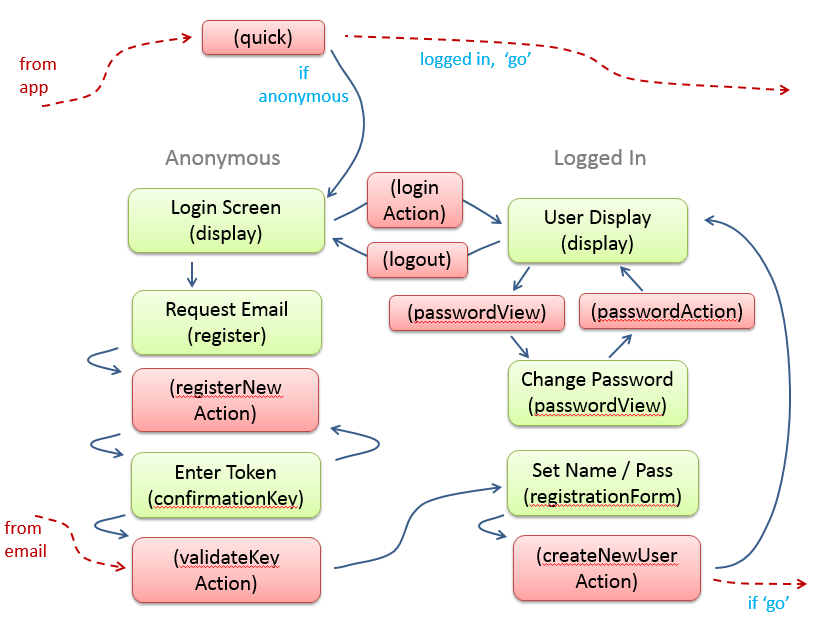 (quick)
from
app
if
anonymous
logged in,  ‘go’
Anonymous
Logged In
Login Screen
(display)
(login
Action)
(logout)
User Display
(display)
Request Email
(register)
(passwordView)
(passwordAction)
(registerNew
Action)
Change Password
(passwordView)
Enter Token
(confirmationKey)
Set Name / Pass
(registrationForm)
from
email
(validateKey
Action)
(createNewUser
Action)
if ‘go’